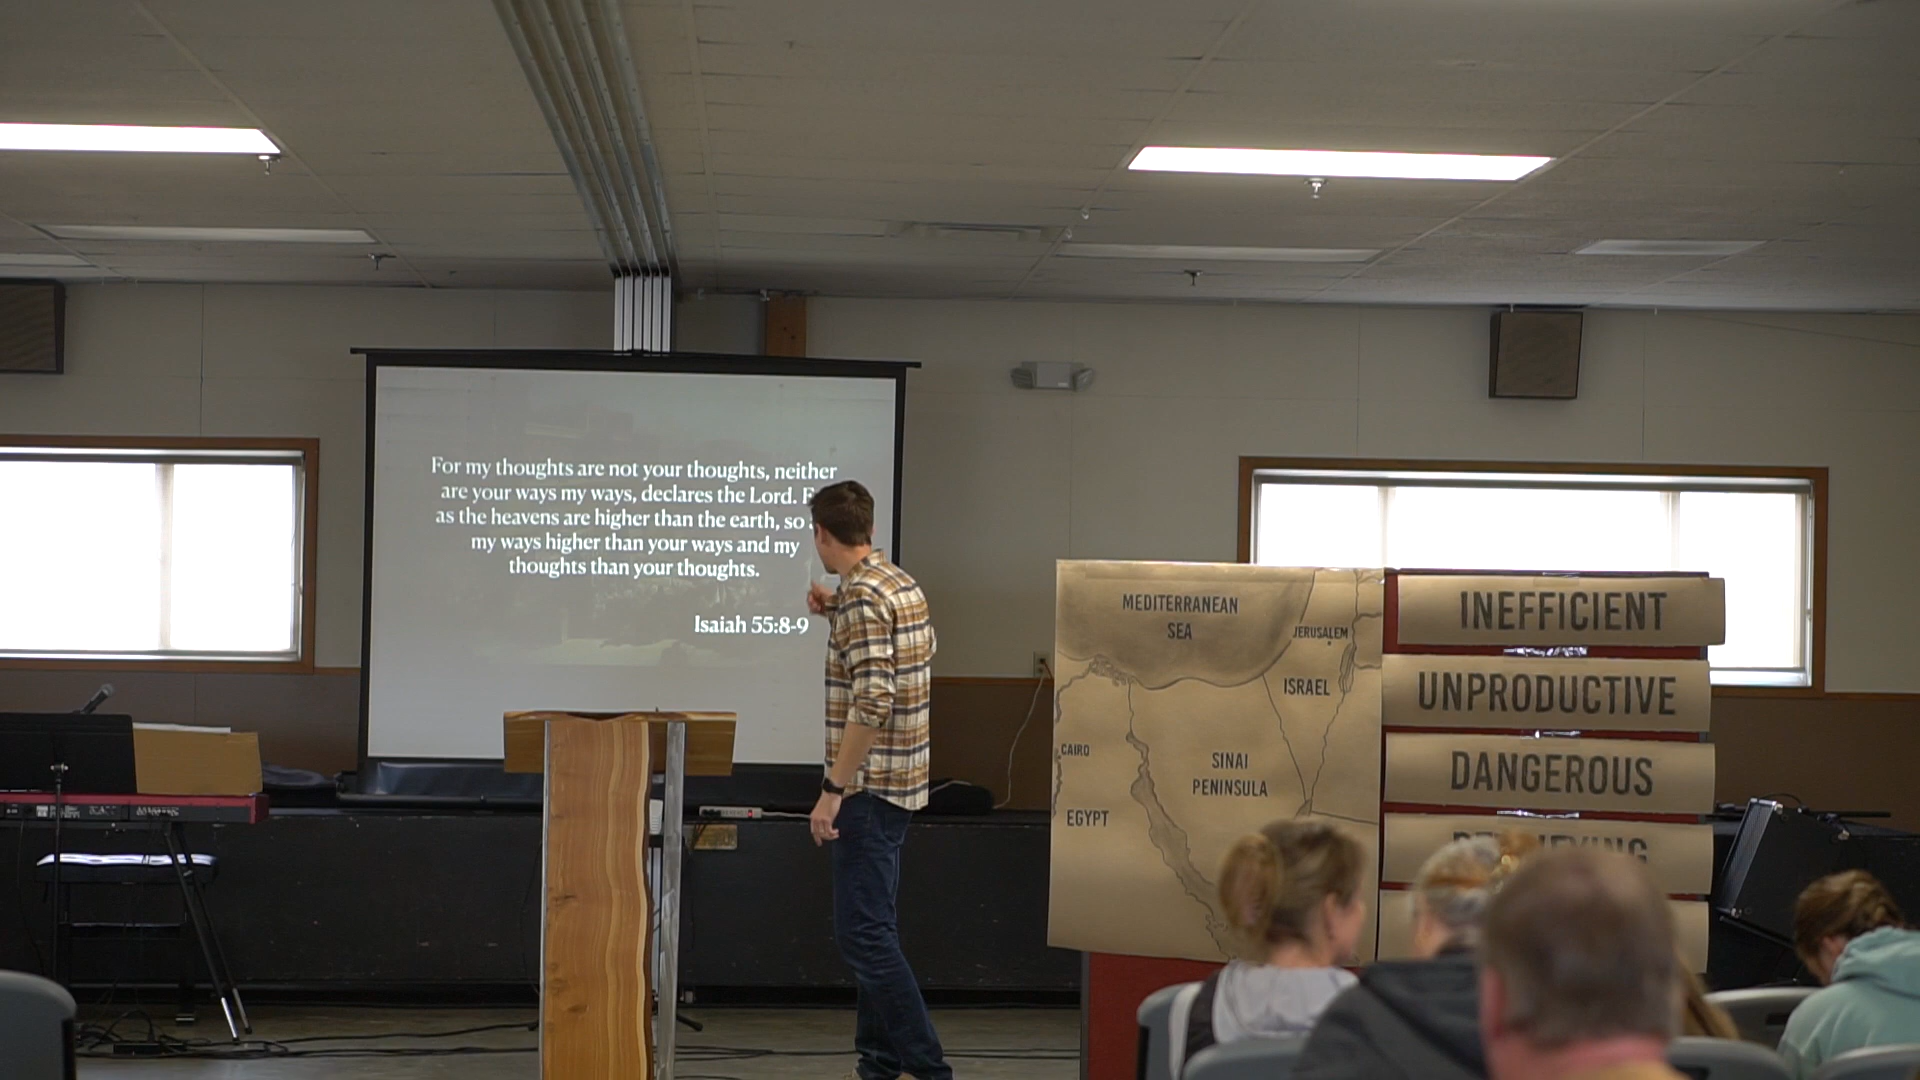 For my thoughts are not your thoughts, neither
are your ways my ways, declares the Lord.
as the heavens are higher than the earth, so
my ways higher than your ways and my
thoughts than your thoughts.
Isaiah 55:8-9
MEDITERRANEAN
SEA
JERUSALEM
ISRAEL
CAIRO
SINAI
PENINSULA
EGYPT
INEFFICIENT
UNPRODUCTIVE
DANGEROUS